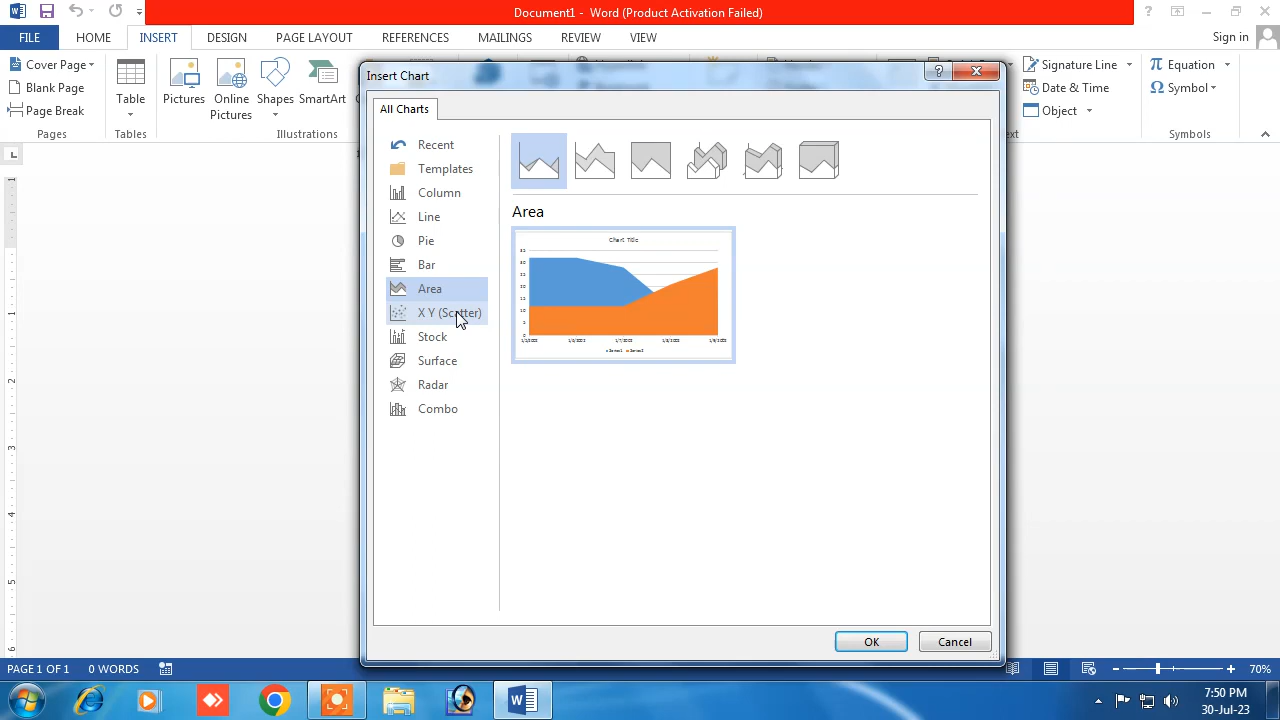 Document1 - Word (Product Activation Failed)
FILE HOME INSERT DESIGN PAGE LAYOUT REFERENCES MAILINGS REVIEW VIEW Sign in
Cover Page
Blank Page
Page Break
Pages
Table
Tables
Pictures
Online Pictures
Shapes
SmartArt
Illustrations
Signature Line
Date & Time
Object
Equation
Symbol
Symbols
Insert Chart
All Charts
Recent
Templates
Column
Line
Pie
Bar
Area
X Y (Scatter)
Stock
Surface
Radar
Combo
Area
Chart Title
OK Cancel
PAGE 1 OF 1 0 WORDS 70%
7:50 PM
30-Jul-23